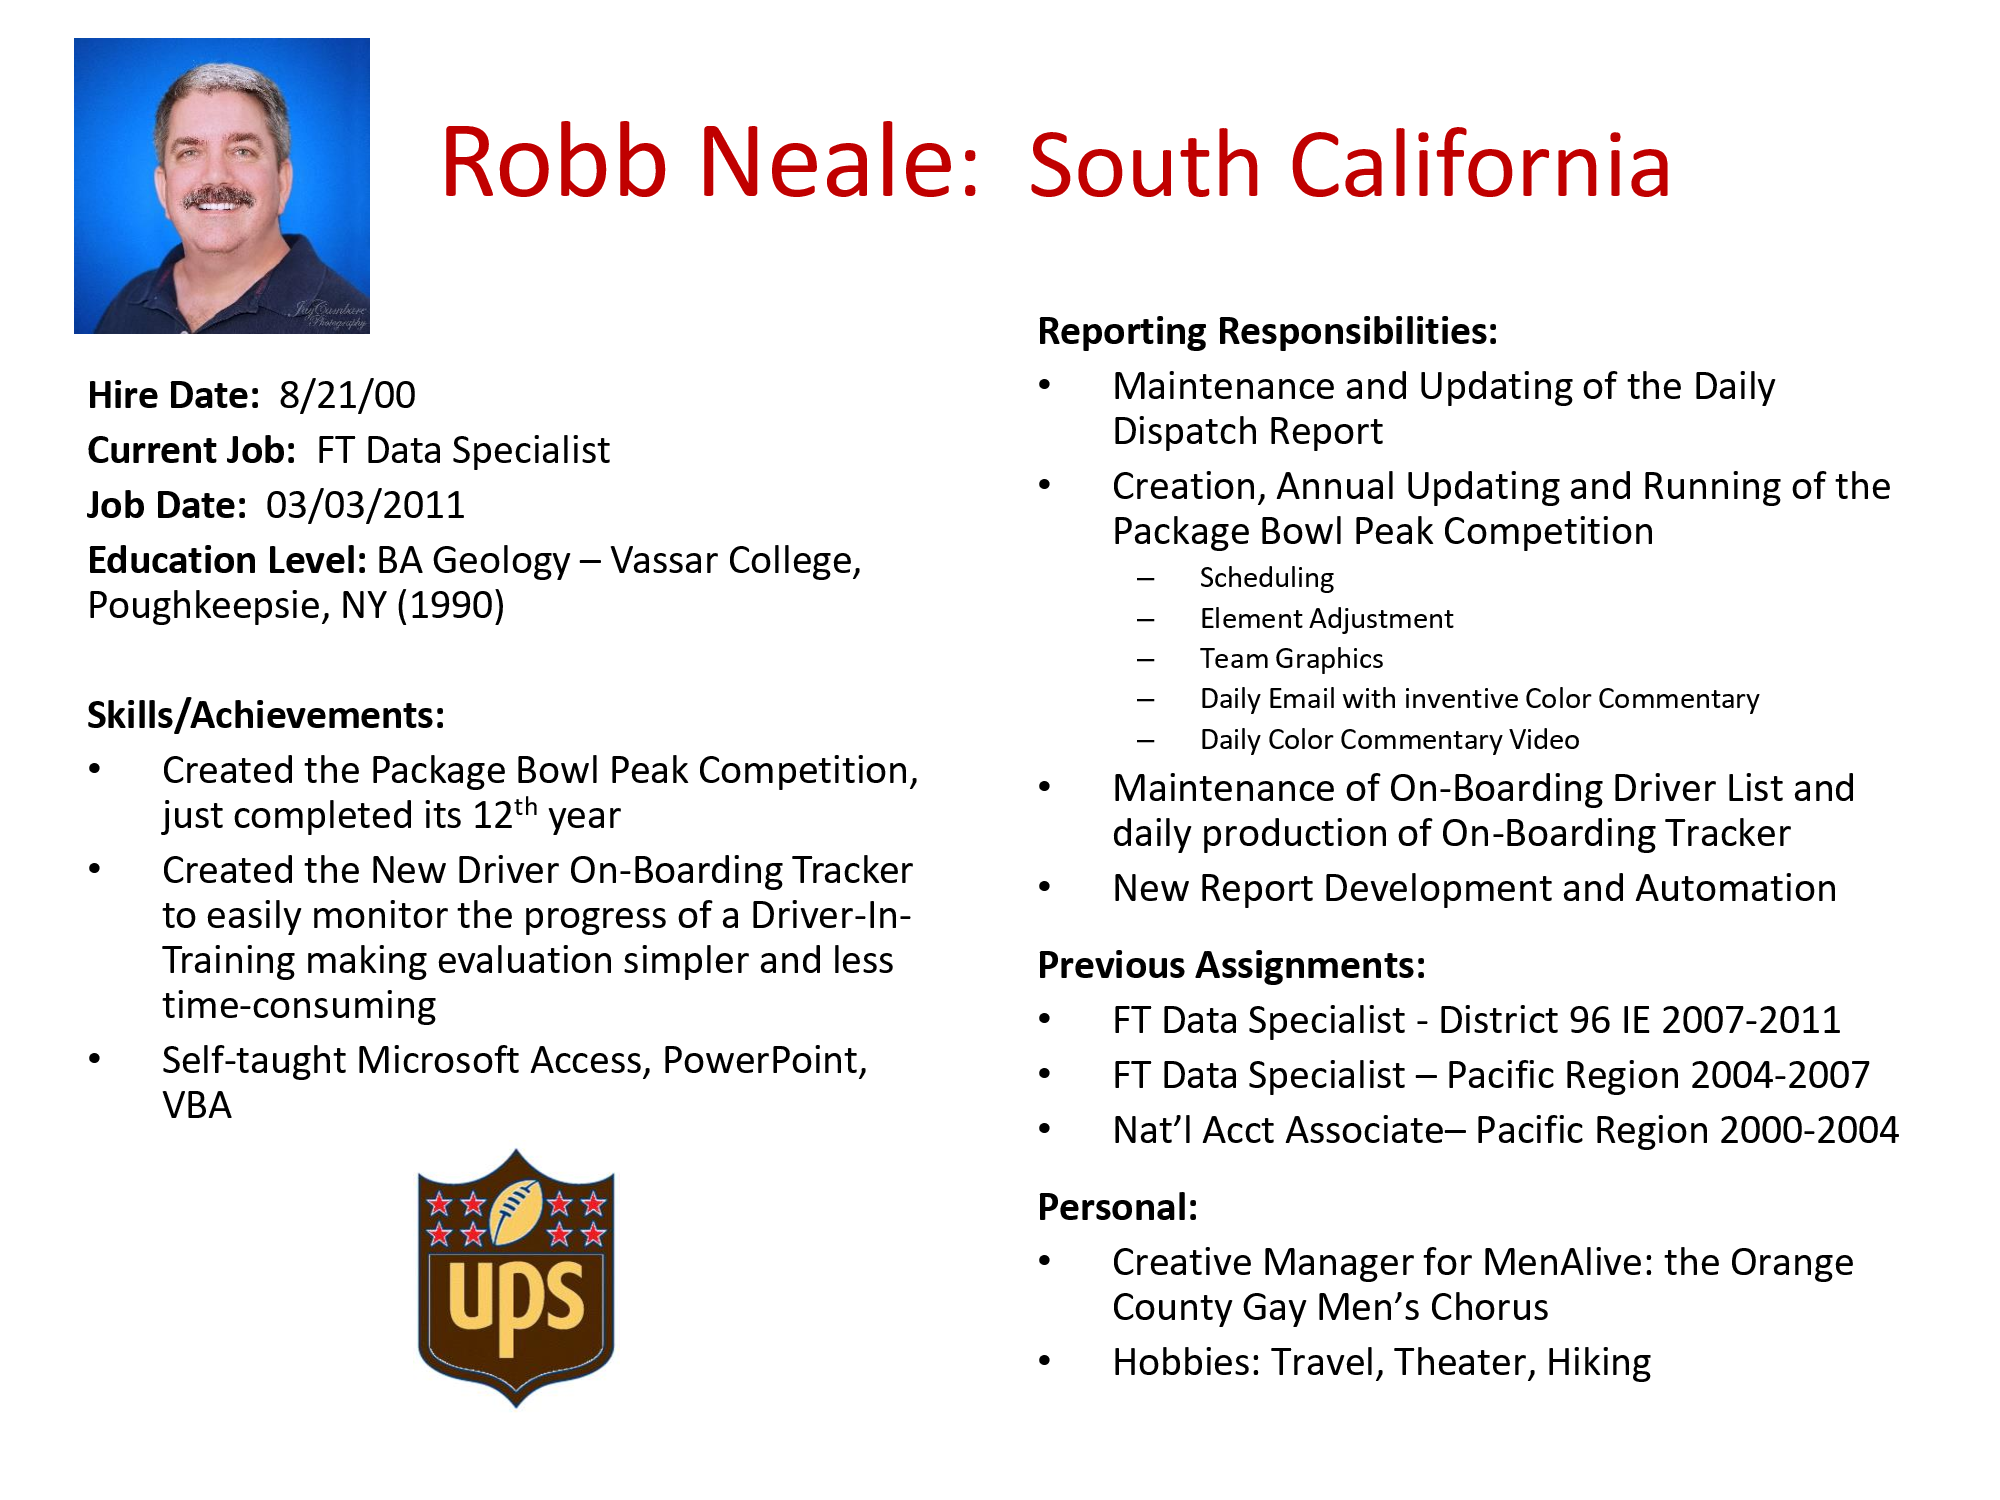 Robb Neale:  South California
JayCambare
Photography
Hire Date:  8/21/00
Current Job:  FT Data Specialist
Job Date:  03/03/2011
Education Level: BA Geology – Vassar College,
Poughkeepsie, NY (1990)
Skills/Achievements:
• Created the Package Bowl Peak Competition,
just completed its 12th year
• Created the New Driver On-Boarding Tracker
to easily monitor the progress of a Driver-In-
Training making evaluation simpler and less
time-consuming
• Self-taught Microsoft Access, PowerPoint,
VBA
ups
Reporting Responsibilities:
• Maintenance and Updating of the Daily
Dispatch Report
• Creation, Annual Updating and Running of the
Package Bowl Peak Competition
– Scheduling
– Element Adjustment
– Team Graphics
– Daily Email with inventive Color Commentary
– Daily Color Commentary Video
• Maintenance of On-Boarding Driver List and
daily production of On-Boarding Tracker
• New Report Development and Automation
Previous Assignments:
• FT Data Specialist - District 96 IE 2007-2011
• FT Data Specialist – Pacific Region 2004-2007
• Nat’l Acct Associate– Pacific Region 2000-2004
Personal:
• Creative Manager for MenAlive: the Orange
County Gay Men’s Chorus
• Hobbies: Travel, Theater, Hiking